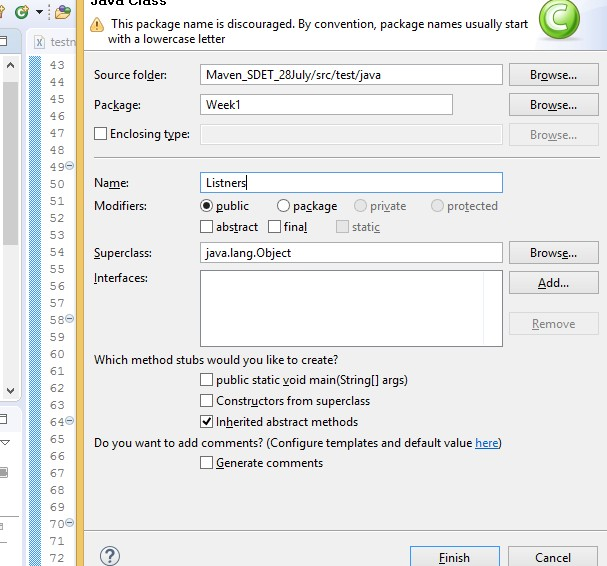 Java Class
This package name is discouraged. By convention, package names usually start
with a lowercase letter
testn
Source folder: Maven_SDET_28July/src/test/java Browse...
Package: Week1 Browse...
Enclosing type: Browse...
Name: Listners
Modifiers: public package private protected
abstract final static
Superclass: java.lang.Object Browse...
Interfaces: Add...
Remove
Which method stubs would you like to create?
public static void main(String[] args)
Constructors from superclass
Inherited abstract methods
Do you want to add comments? (Configure templates and default value here)
Generate comments
? Finish Cancel
43
44
45
46
47
48
49
50
51
52
53
54
55
56
57
58
59
60
61
62
63
64
65
66
67
68
69
70
71
72